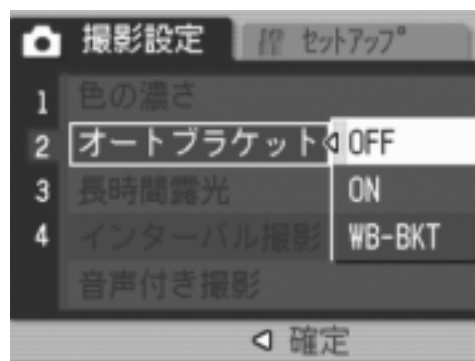 撮影設定 セットアップ
1 色の濃さ
2 オートブラケット OFF
3 長時間露光 ON
4 インターバル撮影 WB-BKT
音声付き撮影
確定